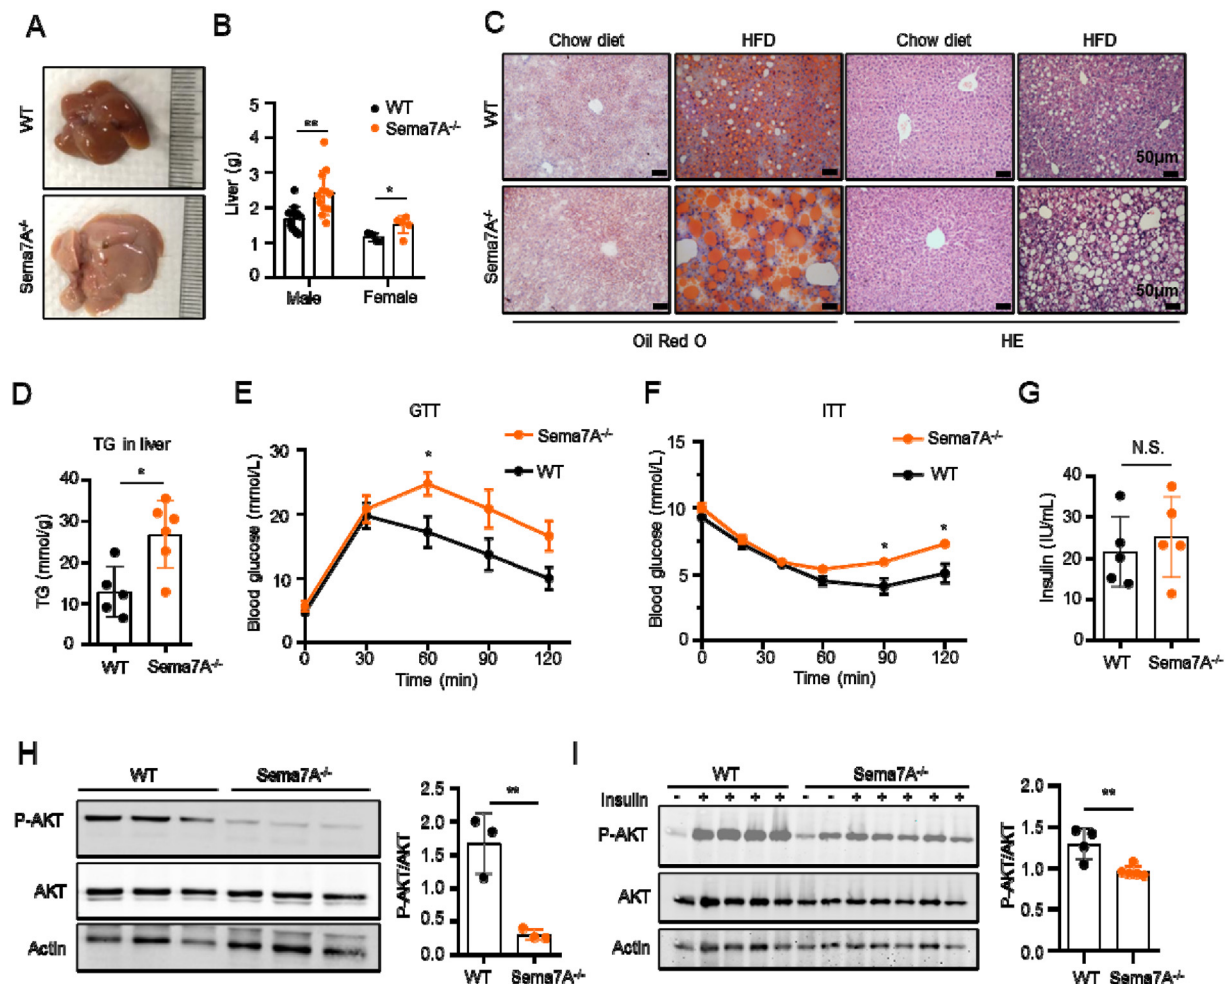 A
WT
Sema7A-/-
B
WT
Sema7A-/-
**
*
Liver (g)
5
4
3
2
1
0
Male
Female
C
Chow diet
HFD
Chow diet
HFD
WT
50μm
Sema7A-/-
50μm
Oil Red O
HE
D
TG in liver
*
TG (mmol/g)
40
30
20
10
0
WT
Sema7A-/-
E
GTT
Sema7A-/-
WT
*
Blood glucose (mmol/L)
30
20
10
0
0
30
60
90
120
Time (min)
F
ITT
Sema7A-/-
WT
*
*
Blood glucose (mmol/L)
15
10
5
0
0
30
60
90
120
Time (min)
G
N.S.
Insulin (IU/mL)
40
30
20
10
0
WT
Sema7A-/-
H
WT
Sema7A-/-
P-AKT
AKT
Actin
**
P-AKT/AKT
2.5
2.0
1.5
1.0
0.5
0.0
WT
Sema7A-/-
I
WT
Sema7A-/-
Insulin - + + + + - - + + + + +
P-AKT
AKT
Actin
**
P-AKT/AKT
2.0
1.5
1.0
0.5
0.0
WT
Sema7A-/-